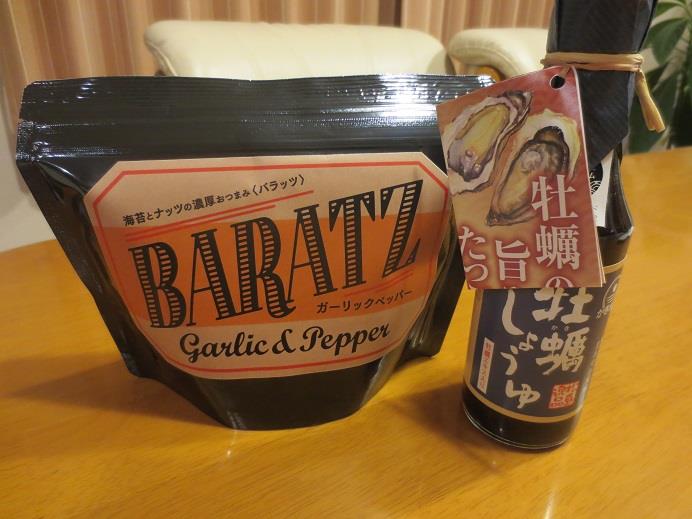 海苔とナッツの濃厚おつまみ〈バラッツ〉
BARATZ
ガーリックペッパー
Garlic & Pepper
牡蠣の
旨
たっ
牡蠣
しょうゆ